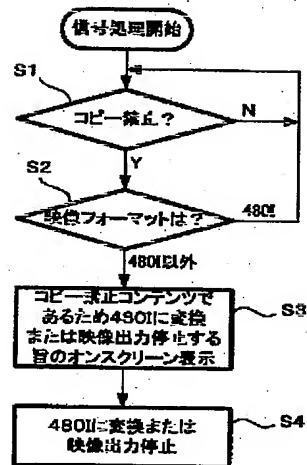 信号処理開始
S1
コピー禁止?
N
Y
S2
映像フォーマットは?
480I
480I以外
コピー禁止コンテンツで
あるため480Iに変換
または映像出力停止する
旨のオンスクリーン表示
S3
480Iに変換または
映像出力停止
S4